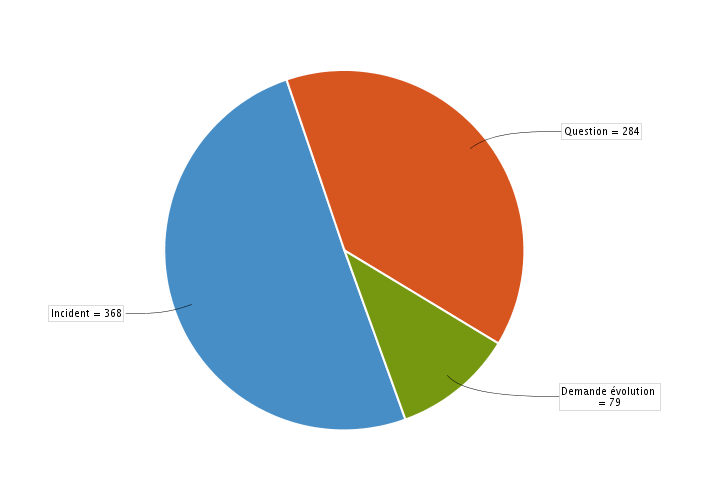 Question = 284
Incident = 368
Demande évolution
= 79